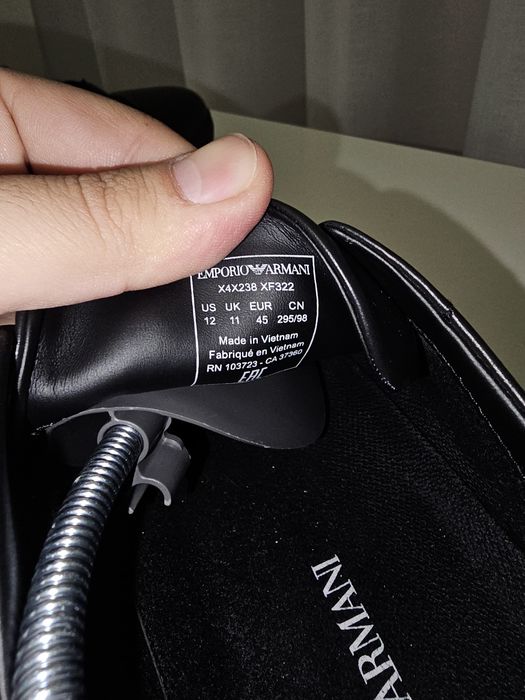 EMPORIO ARMANI
X4X238 XF322
US UK EUR CN
12 11 45 295/98
Made in Vietnam
Fabriqué en Vietnam
RN 103723 - CA 37360
EAC
ARMANI